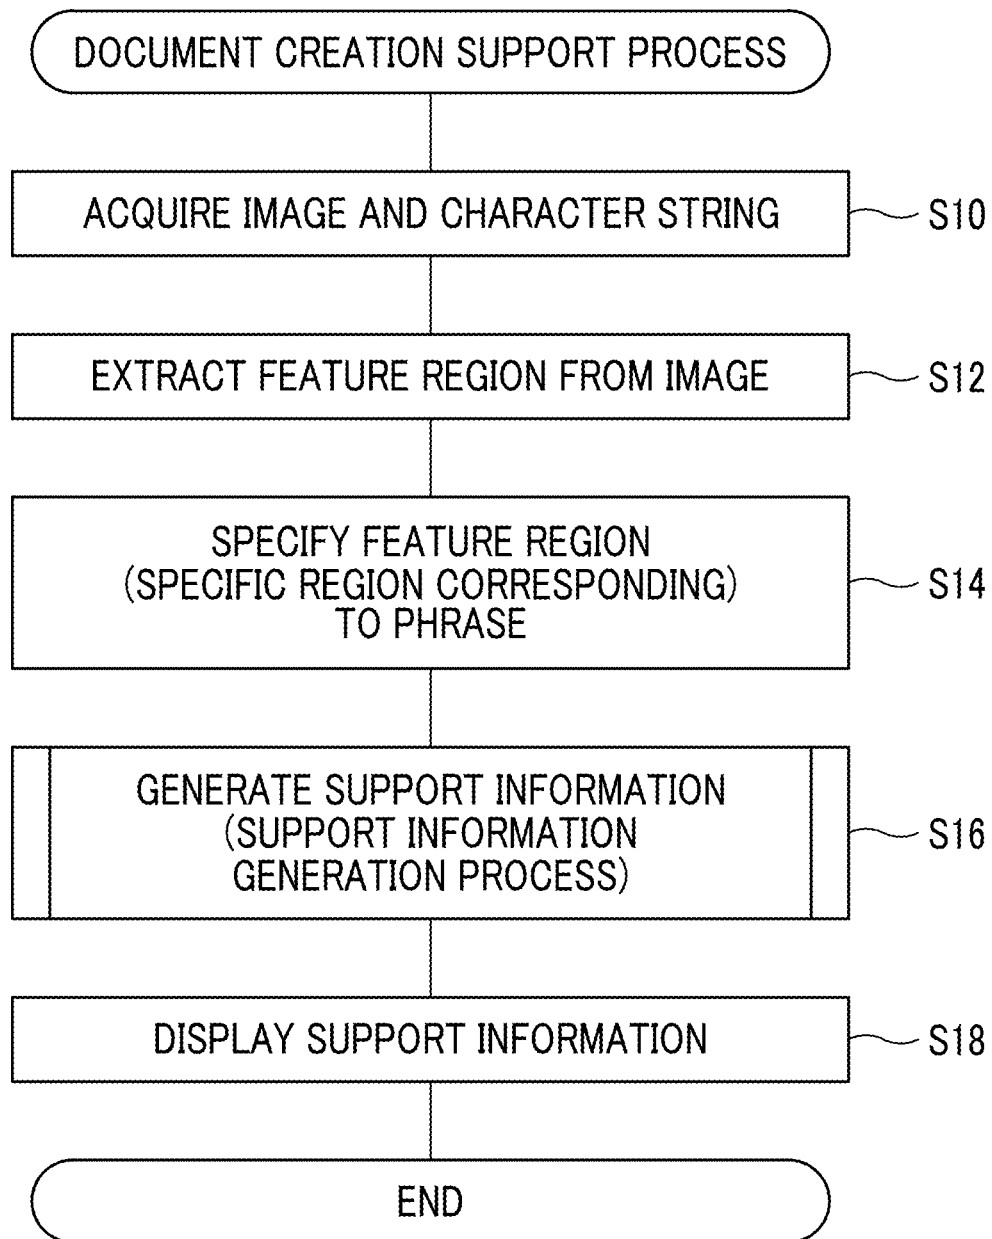 DOCUMENT CREATION SUPPORT PROCESS
ACQUIRE IMAGE AND CHARACTER STRING
S10
EXTRACT FEATURE REGION FROM IMAGE
S12
SPECIFY FEATURE REGION
(SPECIFIC REGION CORRESPONDING)
TO PHRASE
S14
GENERATE SUPPORT INFORMATION
(SUPPORT INFORMATION
GENERATION PROCESS)
S16
DISPLAY SUPPORT INFORMATION
S18
END